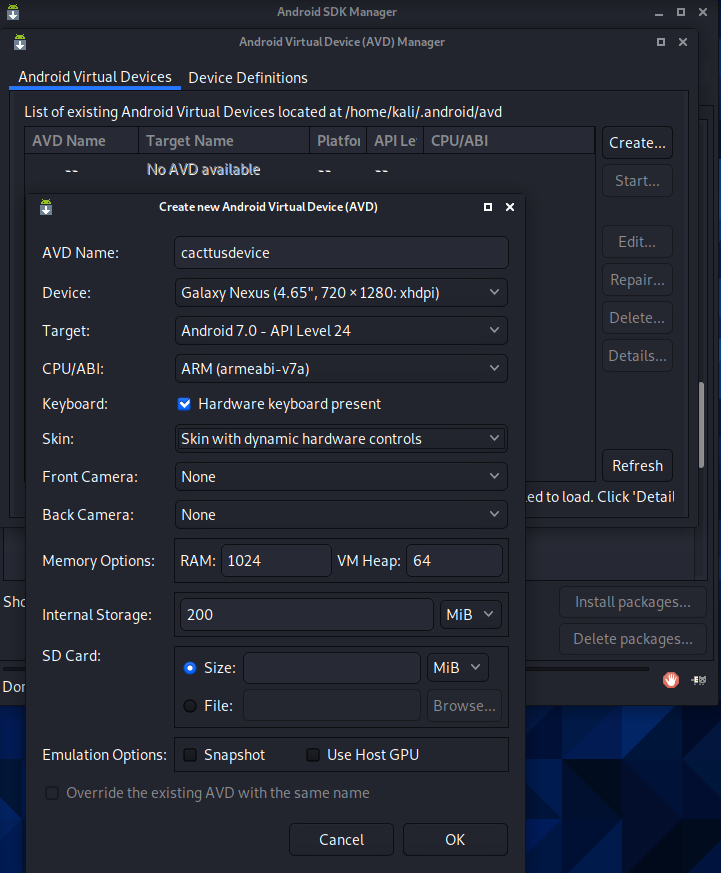 Android SDK Manager
Android Virtual Device (AVD) Manager
Android Virtual Devices Device Definitions
List of existing Android Virtual Devices located at /home/kali/.android/avd
AVD Name Target Name Platfor API Le CPU/ABI
-- No AVD available -- --
Create...
Start...
Edit...
Repair...
Delete...
Details...
Refresh
ed to load. Click 'Detail
Create new Android Virtual Device (AVD)
AVD Name: cacttusdevice
Device: Galaxy Nexus (4.65", 720 × 1280: xhdpi)
Target: Android 7.0 - API Level 24
CPU/ABI: ARM (armeabi-v7a)
Keyboard: Hardware keyboard present
Skin: Skin with dynamic hardware controls
Front Camera: None
Back Camera: None
Memory Options: RAM: 1024 VM Heap: 64
Internal Storage: 200 MiB
SD Card:
Size: MiB
File: Browse...
Emulation Options: Snapshot Use Host GPU
Override the existing AVD with the same name
Cancel OK
Sho
Install packages...
Delete packages...
Don